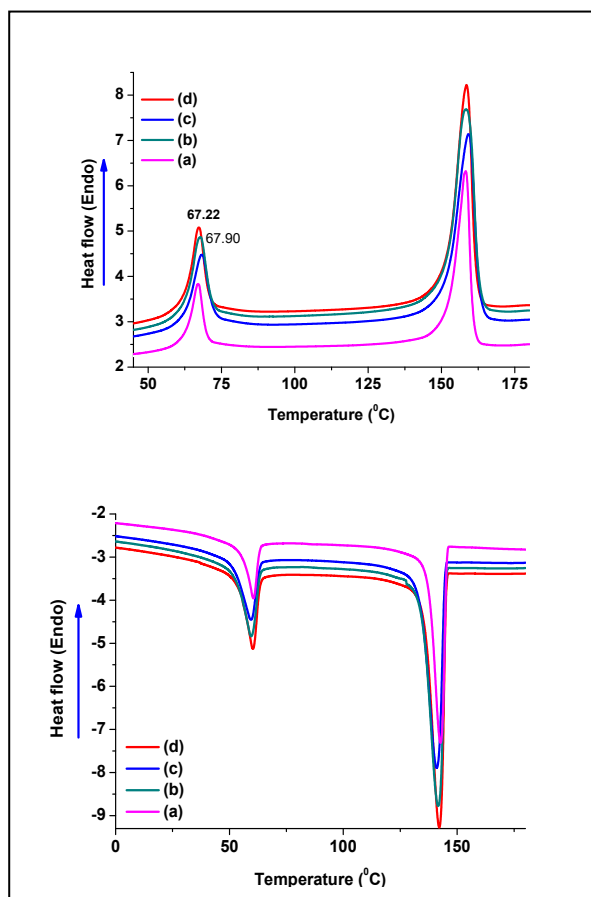 8
7
6
5
4
3
2
Heat flow (Endo)
(d)
(c)
(b)
(a)
67.22
67.90
50 75 100 125 150 175
Temperature (⁰C)
-2
-3
-4
-5
-6
-7
-8
-9
Heat flow (Endo)
(d)
(c)
(b)
(a)
0 50 100 150
Temperature (⁰C)